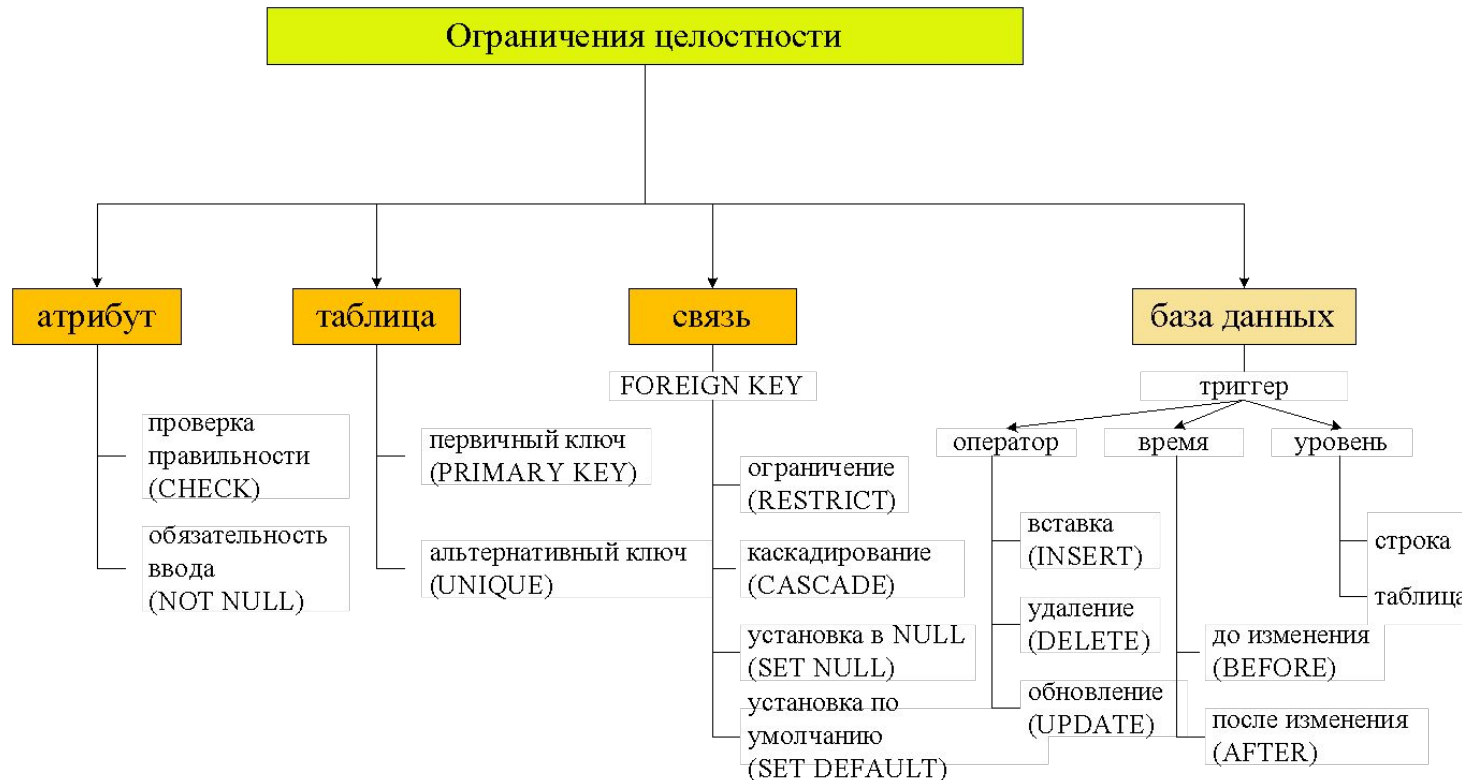 Ограничения целостности
атрибут
проверка
правильности
(CHECK)
обязательность
ввода
(NOT NULL)
таблица
первичный ключ
(PRIMARY KEY)
альтернативный ключ
(UNIQUE)
связь
FOREIGN KEY
ограничение
(RESTRICT)
каскадирование
(CASCADE)
установка в NULL
(SET NULL)
установка по
умолчанию
(SET DEFAULT)
база данных
триггер
оператор
вставка
(INSERT)
удаление
(DELETE)
обновление
(UPDATE)
время
до изменения
(BEFORE)
после изменения
(AFTER)
уровень
строка
таблица